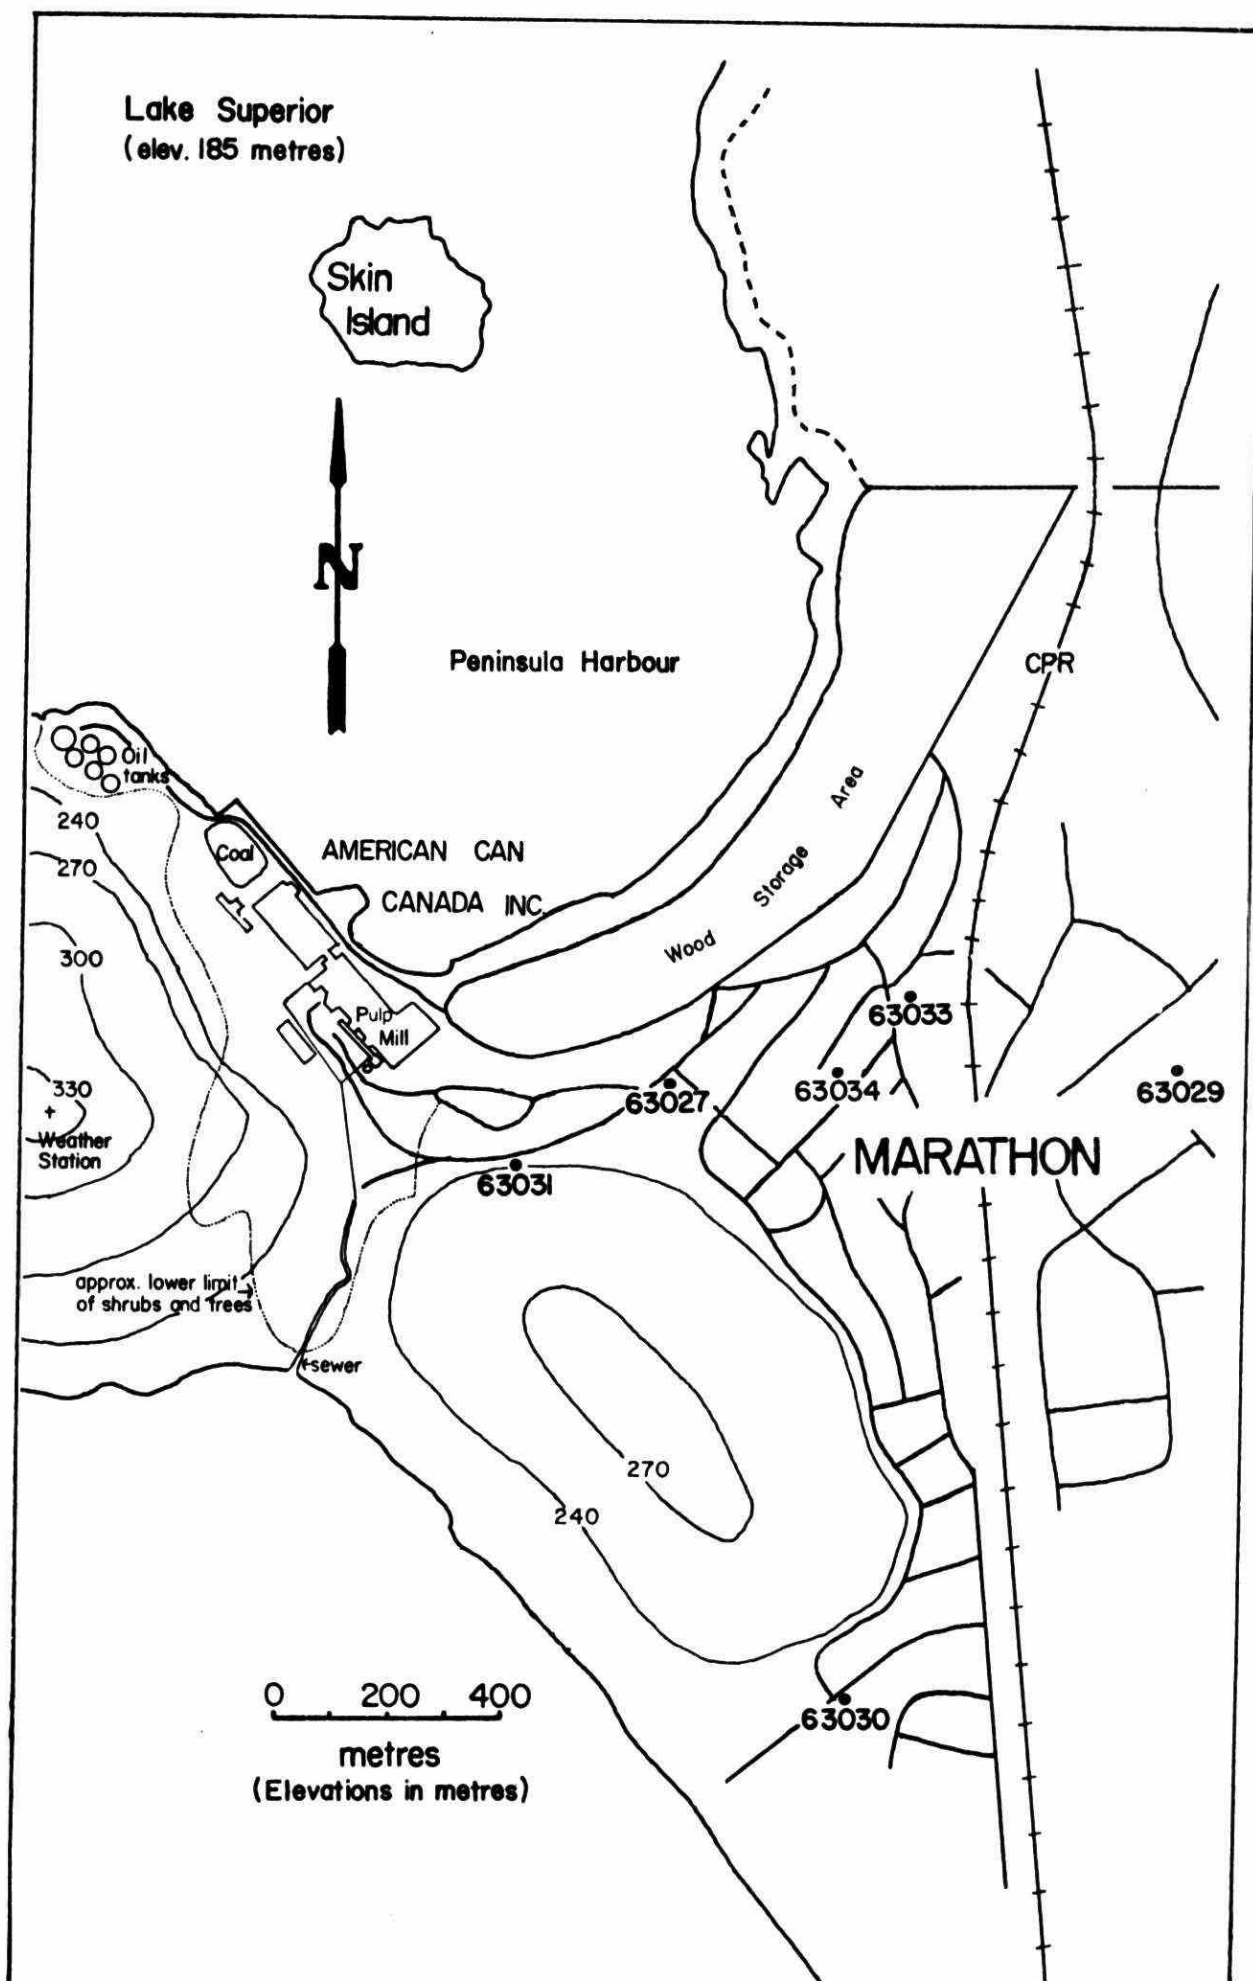 Lake Superior
(elev. 185 metres)
Skin
Island
N
Peninsula Harbour
CPR
Oil
tanks
240
270
300
330
+
Weather
Station
Coal
AMERICAN CAN
CANADA INC.
Pulp
Mill
Wood
Storage
Area
63033
63027
63034
63029
63031
MARATHON
approx. lower limit→
of shrubs and trees
←sewer
270
240
63030
0 200 400
metres
(Elevations in metres)